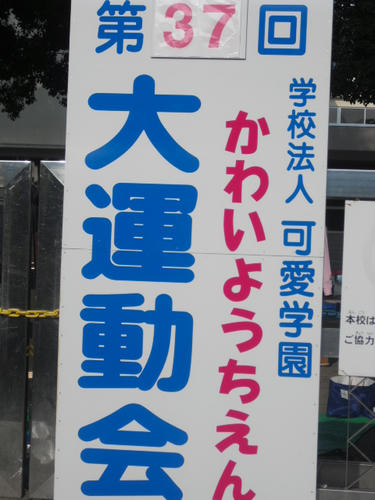 第37回
学校法人 可愛学園
かわいようちえん
大運動会
本校は
ご協力